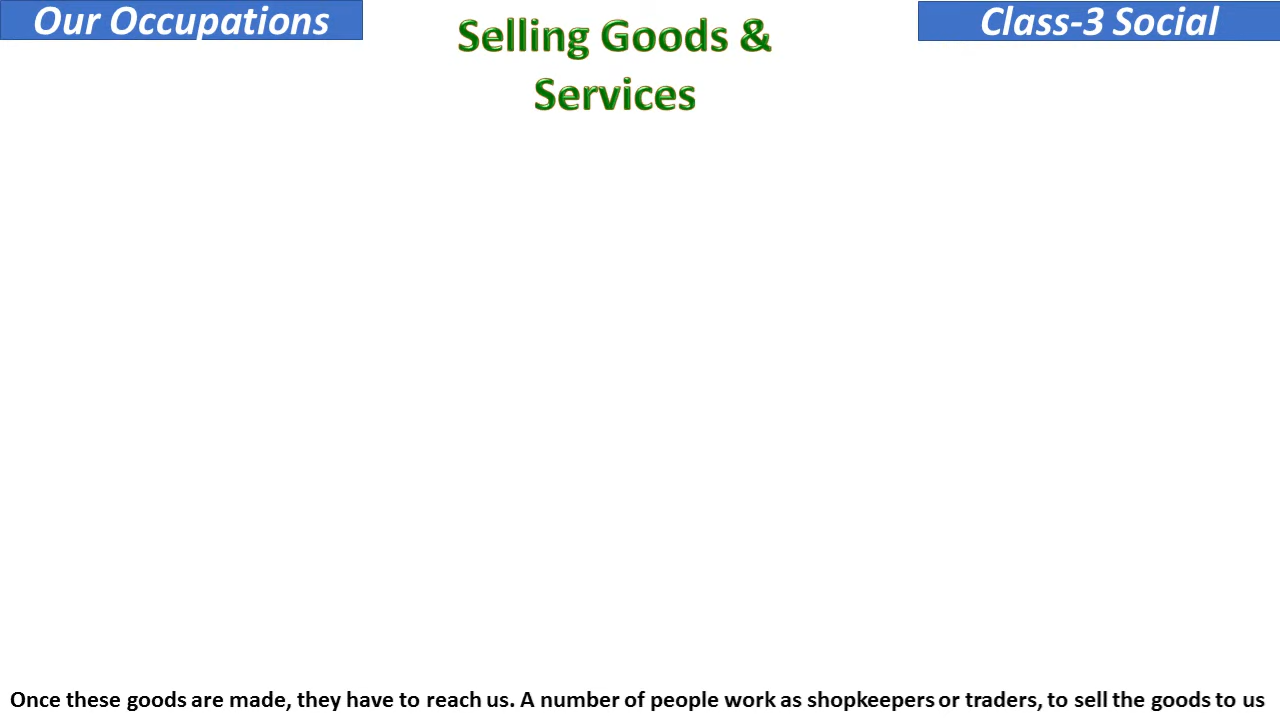 Our Occupations
Selling Goods &
Services
Class-3 Social
Once these goods are made, they have to reach us. A number of people work as shopkeepers or traders, to sell the goods to us